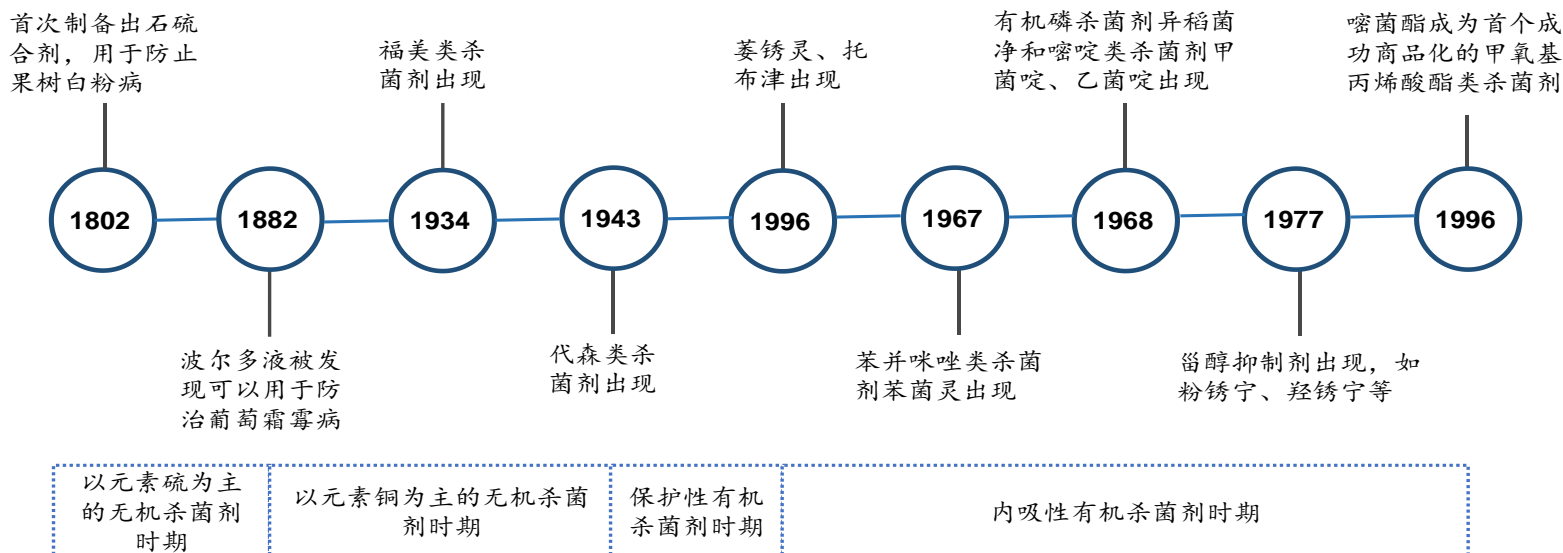 首次制备出石硫
合剂，用于防止
果树白粉病
福美类杀
菌剂出现
萎锈灵、托
布津出现
有机磷杀菌剂异稻菌
净和嘧啶类杀菌剂甲
菌啶、乙菌啶出现
嘧菌酯成为首个成
功商品化的甲氧基
丙烯酸酯类杀菌剂
1802
1882
1934
1943
1996
1967
1968
1977
1996
波尔多液被发
现可以用于防
治葡萄霜霉病
代森类杀
菌剂出现
苯并咪唑类杀菌
剂苯菌灵出现
甾醇抑制剂出现，如
粉锈宁、羟锈宁等
以元素硫为主
的无机杀菌剂
时期
以元素铜为主的无机杀菌
剂时期
保护性有机
杀菌剂时期
内吸性有机杀菌剂时期